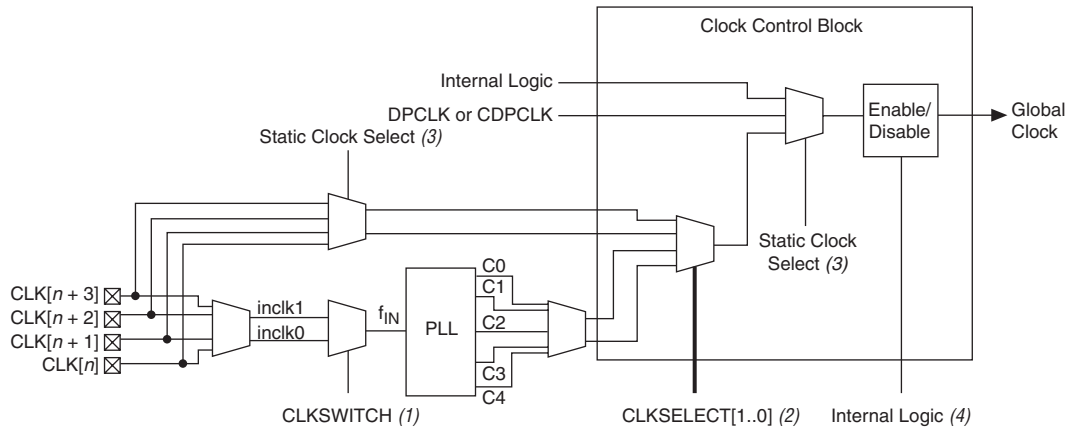 Clock Control Block
Internal Logic
DPCLK or CDPCLK
Enable/
Disable
Global
Clock
Static Clock Select (3)
Static Clock
Select (3)
CLK[n + 3]
CLK[n + 2]
CLK[n + 1]
CLK[n]
inclk1
inclk0
fIN
PLL
C0
C1
C2
C3
C4
CLKSWITCH (1)
CLKSELECT[1..0] (2)
Internal Logic (4)